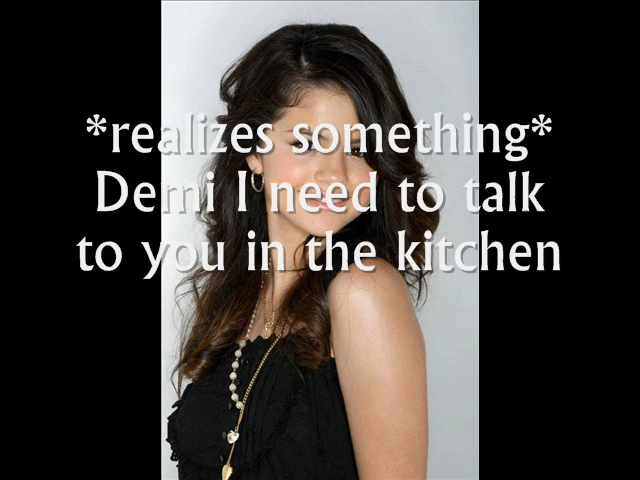 *realizes something*
Demi I need to talk
to you in the kitchen